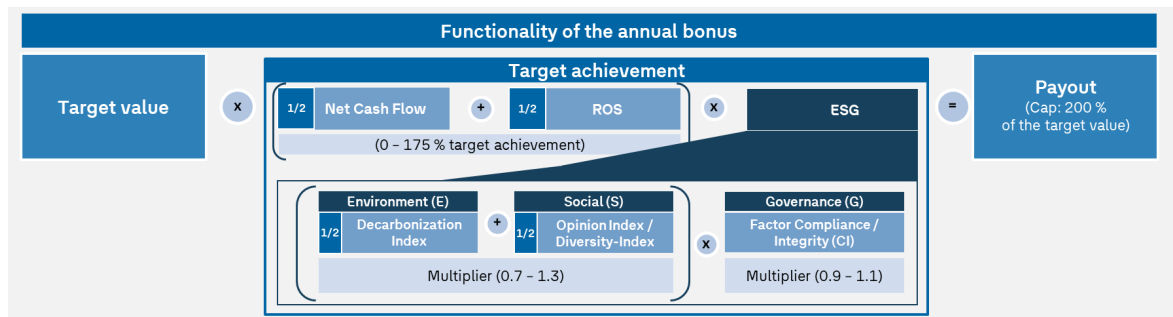 Functionality of the annual bonus
Target value
x
Target achievement
1/2
Net Cash Flow
+
1/2
ROS
(0 – 175 % target achievement)
x
ESG
=
Payout
(Cap: 200 %
of the target value)
Environment (E)
1/2
Decarbonization
Index
+
Social (S)
1/2
Opinion Index /
Diversity-Index
Multiplier (0.7 – 1.3)
x
Governance (G)
Factor Compliance /
Integrity (CI)
Multiplier (0.9 – 1.1)